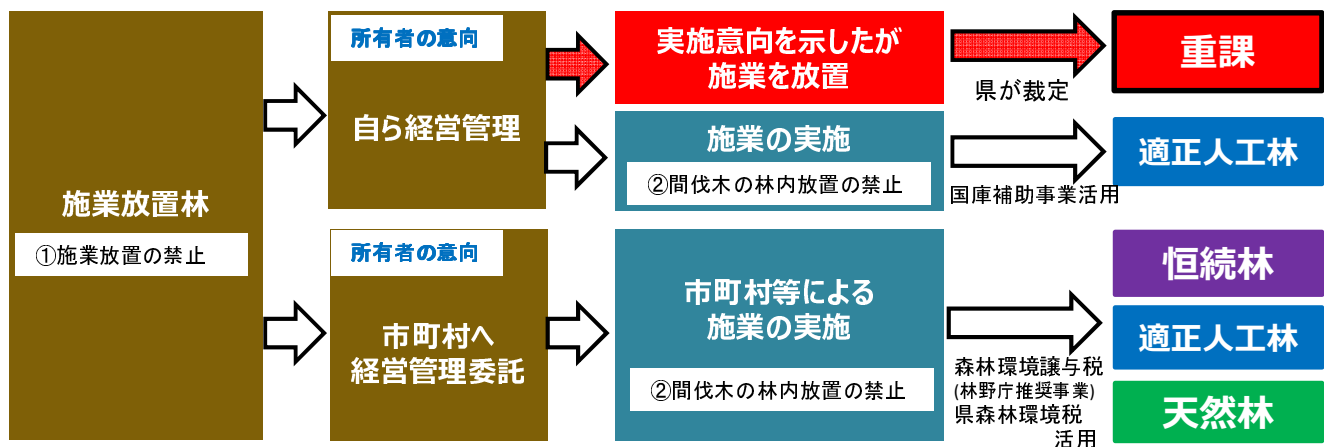 施業放置林
①施業放置の禁止
所有者の意向
自ら経営管理
実施意向を示したが
施業を放置
県が裁定
重課
施業の実施
②間伐木の林内放置の禁止
国庫補助事業活用
適正人工林
所有者の意向
市町村へ
経営管理委託
市町村等による
施業の実施
②間伐木の林内放置の禁止
森林環境譲与税
(林野庁推奨事業)
県森林環境税
活用
恒続林
適正人工林
天然林